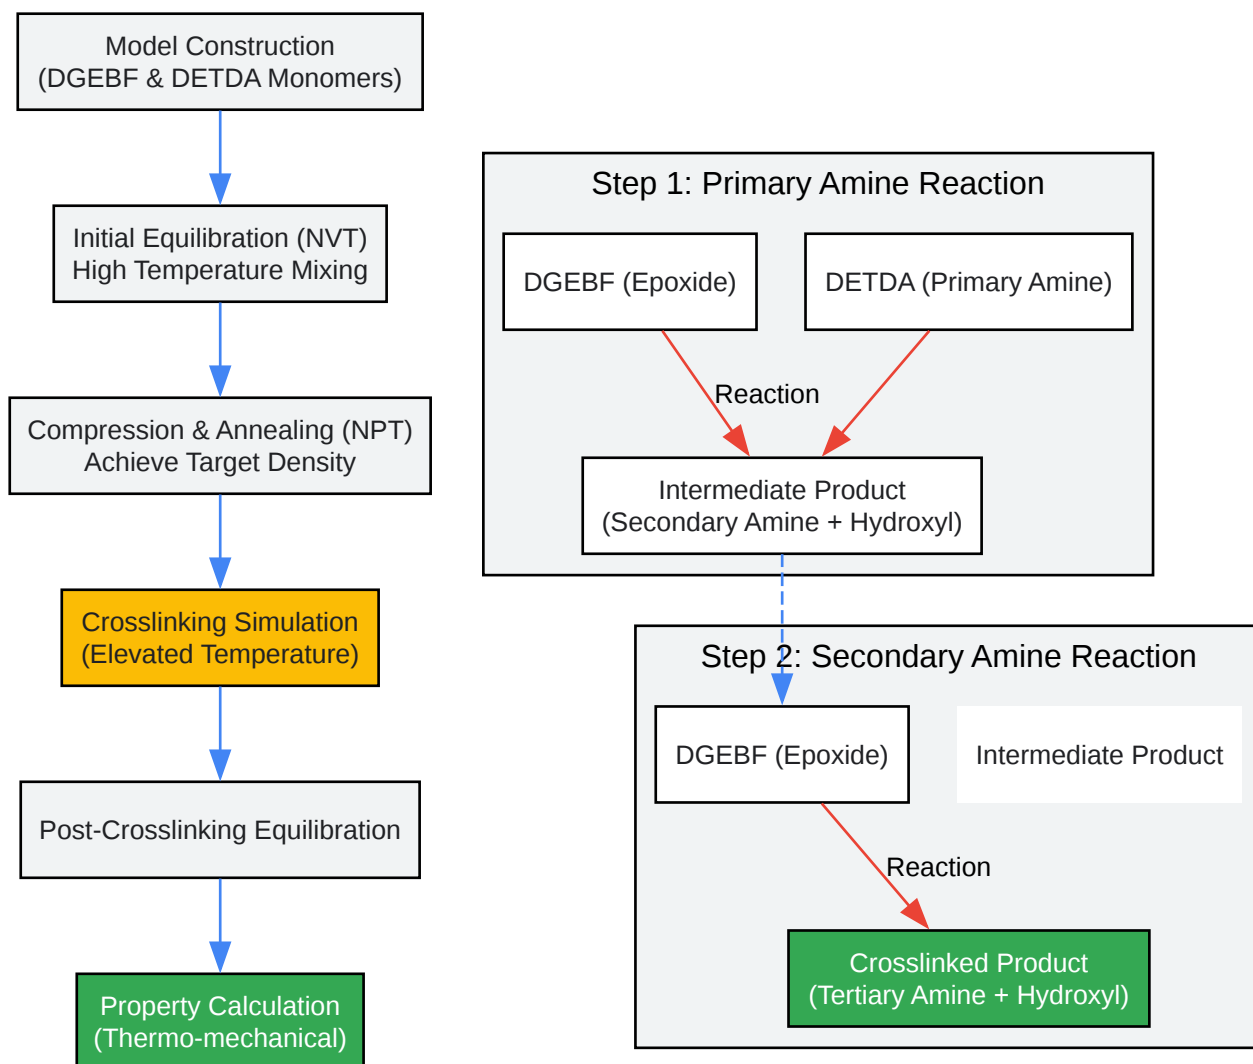 Model Construction
(DGEBF & DETDA Monomers)
Initial Equilibration (NVT)
High Temperature Mixing
Compression & Annealing (NPT)
Achieve Target Density
Crosslinking Simulation
(Elevated Temperature)
Post-Crosslinking Equilibration
Property Calculation
(Thermo-mechanical)
Step 1: Primary Amine Reaction
DGEBF (Epoxide)
DETDA (Primary Amine)
Reaction
Intermediate Product
(Secondary Amine + Hydroxyl)
Step 2: Secondary Amine Reaction
DGEBF (Epoxide)
Intermediate Product
Reaction
Crosslinked Product
(Tertiary Amine + Hydroxyl)